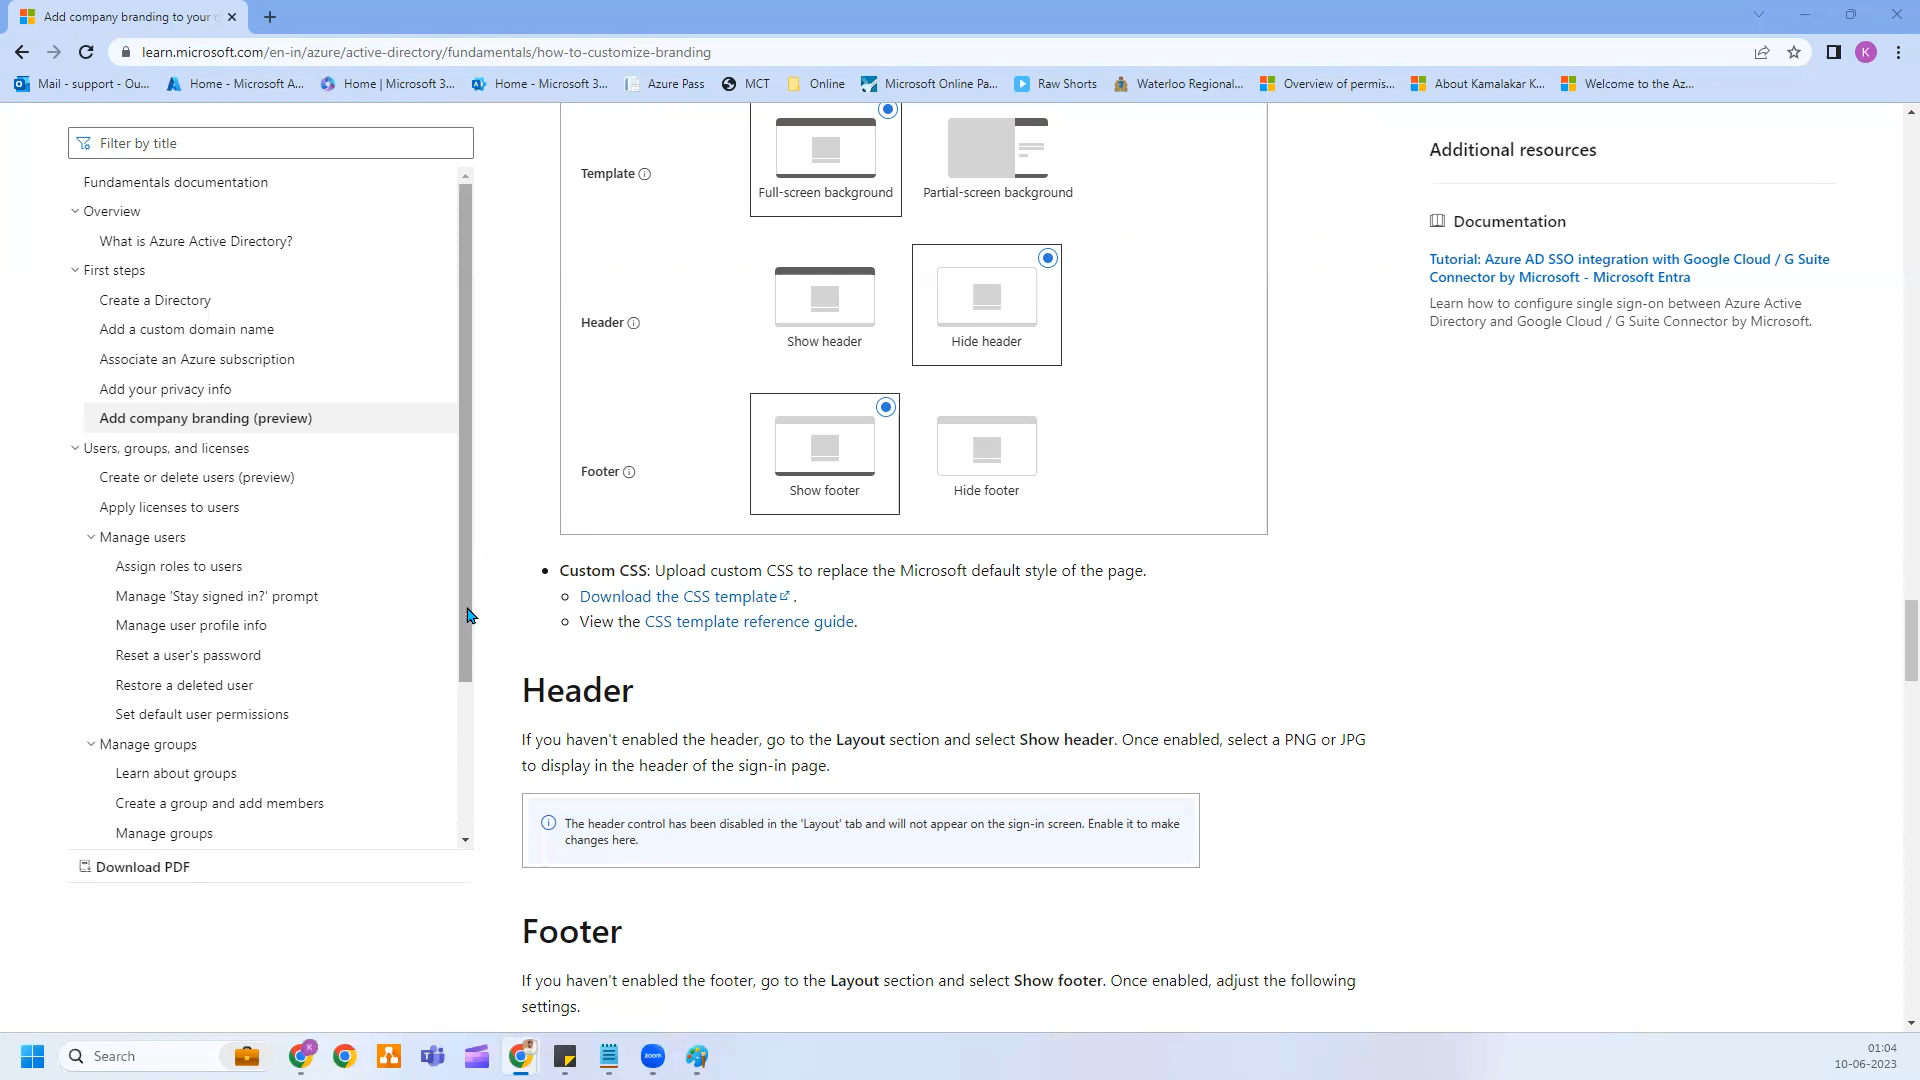 Add company branding to your
learn.microsoft.com/en-in/azure/active-directory/fundamentals/how-to-customize-branding
K
Mail - support - Ou...
Home - Microsoft A...
Home | Microsoft 3...
Home - Microsoft 3...
Azure Pass
MCT
Online
Microsoft Online Pa...
Raw Shorts
Waterloo Regional...
Overview of permis...
About Kamalakar K...
Welcome to the Az...
Filter by title
Fundamentals documentation
Overview
What is Azure Active Directory?
First steps
Create a Directory
Add a custom domain name
Associate an Azure subscription
Add your privacy info
Add company branding (preview)
Users, groups, and licenses
Create or delete users (preview)
Apply licenses to users
Manage users
Assign roles to users
Manage 'Stay signed in?' prompt
Manage user profile info
Reset a user's password
Restore a deleted user
Set default user permissions
Manage groups
Learn about groups
Create a group and add members
Manage groups
Download PDF
Template
Full-screen background
Partial-screen background
Header
Show header
Hide header
Footer
Show footer
Hide footer
Custom CSS: Upload custom CSS to replace the Microsoft default style of the page.
Download the CSS template.
View the CSS template reference guide.
Header
If you haven't enabled the header, go to the Layout section and select Show header. Once enabled, select a PNG or JPG
to display in the header of the sign-in page.
The header control has been disabled in the 'Layout' tab and will not appear on the sign-in screen. Enable it to make
changes here.
Footer
If you haven't enabled the footer, go to the Layout section and select Show footer. Once enabled, adjust the following
settings.
Additional resources
Documentation
Tutorial: Azure AD SSO integration with Google Cloud / G Suite
Connector by Microsoft - Microsoft Entra
Learn how to configure single sign-on between Azure Active
Directory and Google Cloud / G Suite Connector by Microsoft.
Search
K
zoom
01:04
10-06-2023